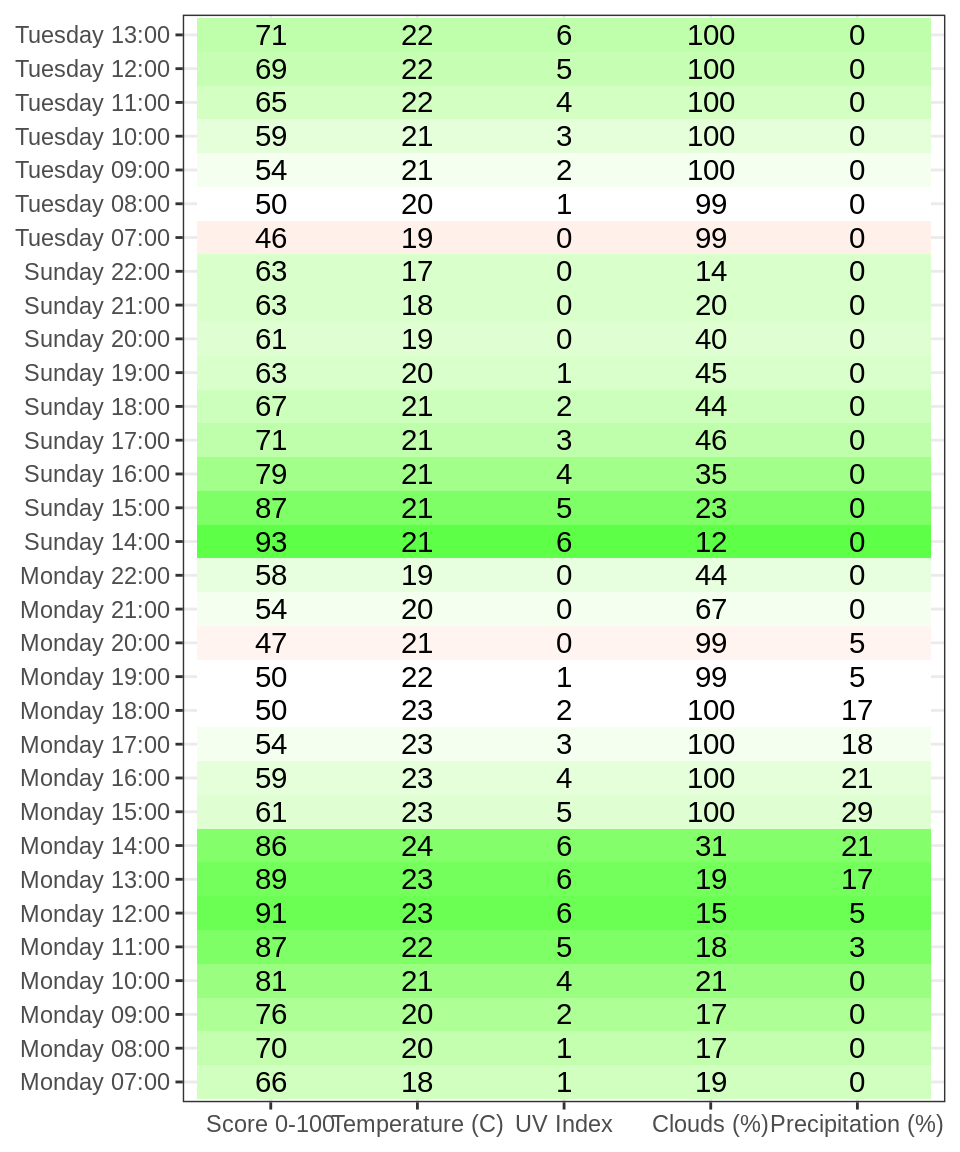 Tuesday 13:00 71 22 6 100 0
Tuesday 12:00 69 22 5 100 0
Tuesday 11:00 65 22 4 100 0
Tuesday 10:00 59 21 3 100 0
Tuesday 09:00 54 21 2 100 0
Tuesday 08:00 50 20 1 99 0
Tuesday 07:00 46 19 0 99 0
Sunday 22:00 63 17 0 14 0
Sunday 21:00 63 18 0 20 0
Sunday 20:00 61 19 0 40 0
Sunday 19:00 63 20 1 45 0
Sunday 18:00 67 21 2 44 0
Sunday 17:00 71 21 3 46 0
Sunday 16:00 79 21 4 35 0
Sunday 15:00 87 21 5 23 0
Sunday 14:00 93 21 6 12 0
Monday 22:00 58 19 0 44 0
Monday 21:00 54 20 0 67 0
Monday 20:00 47 21 0 99 5
Monday 19:00 50 22 1 99 5
Monday 18:00 50 23 2 100 17
Monday 17:00 54 23 3 100 18
Monday 16:00 59 23 4 100 21
Monday 15:00 61 23 5 100 29
Monday 14:00 86 24 6 31 21
Monday 13:00 89 23 6 19 17
Monday 12:00 91 23 6 15 5
Monday 11:00 87 22 5 18 3
Monday 10:00 81 21 4 21 0
Monday 09:00 76 20 2 17 0
Monday 08:00 70 20 1 17 0
Monday 07:00 66 18 1 19 0
Score 0-100 Temperature (C) UV Index Clouds (%) Precipitation (%)